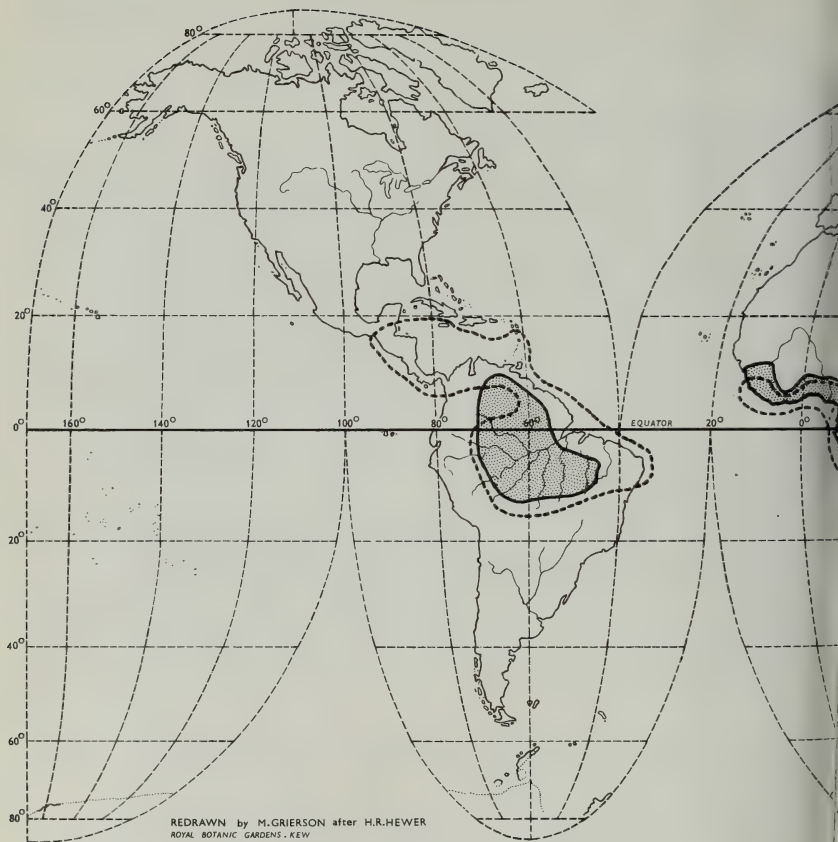 80°
60°
40°
20°
0° 160° 140° 120° 100° 80° 60° EQUATOR 20° 0°
20°
40°
60°
80°
REDRAWN by M.GRIERSON after H.R.HEWER
ROYAL BOTANIC GARDENS . KEW